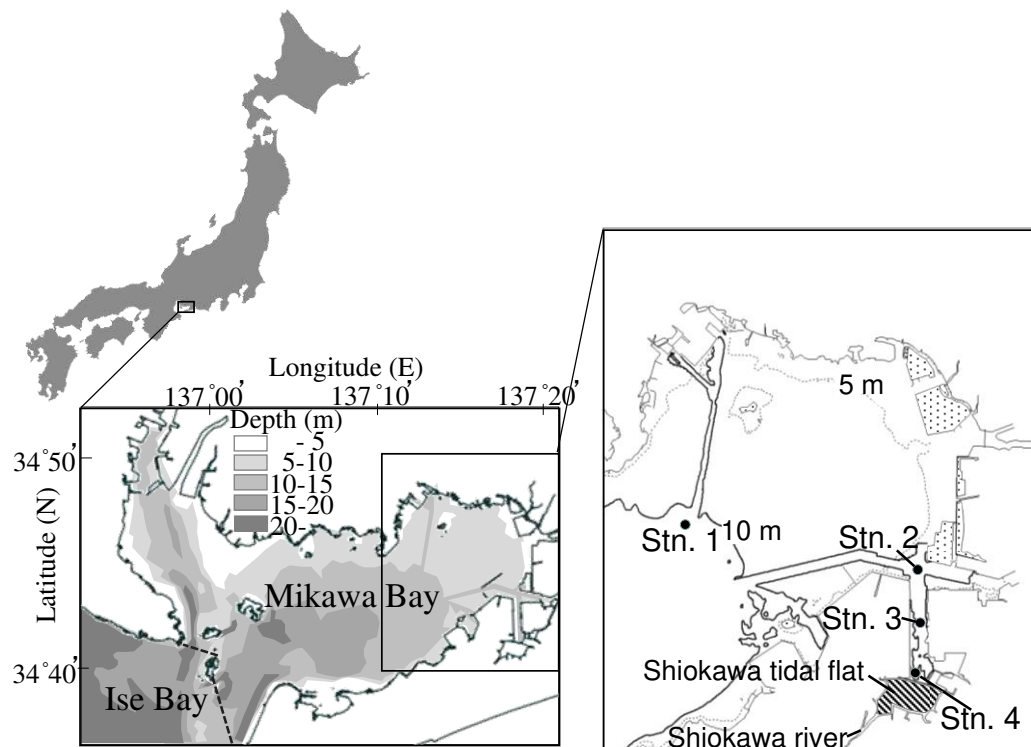 Longitude (E)
137˚00′ 137˚10′ 137˚20′
Depth (m)
- 5
5-10
10-15
15-20
20-
34˚50′
34˚40′
Latitude (N)
Mikawa Bay
Ise Bay
5 m
10 m
Stn. 1
Stn. 2
Stn. 3
Shiokawa tidal flat
Stn. 4
Shiokawa river